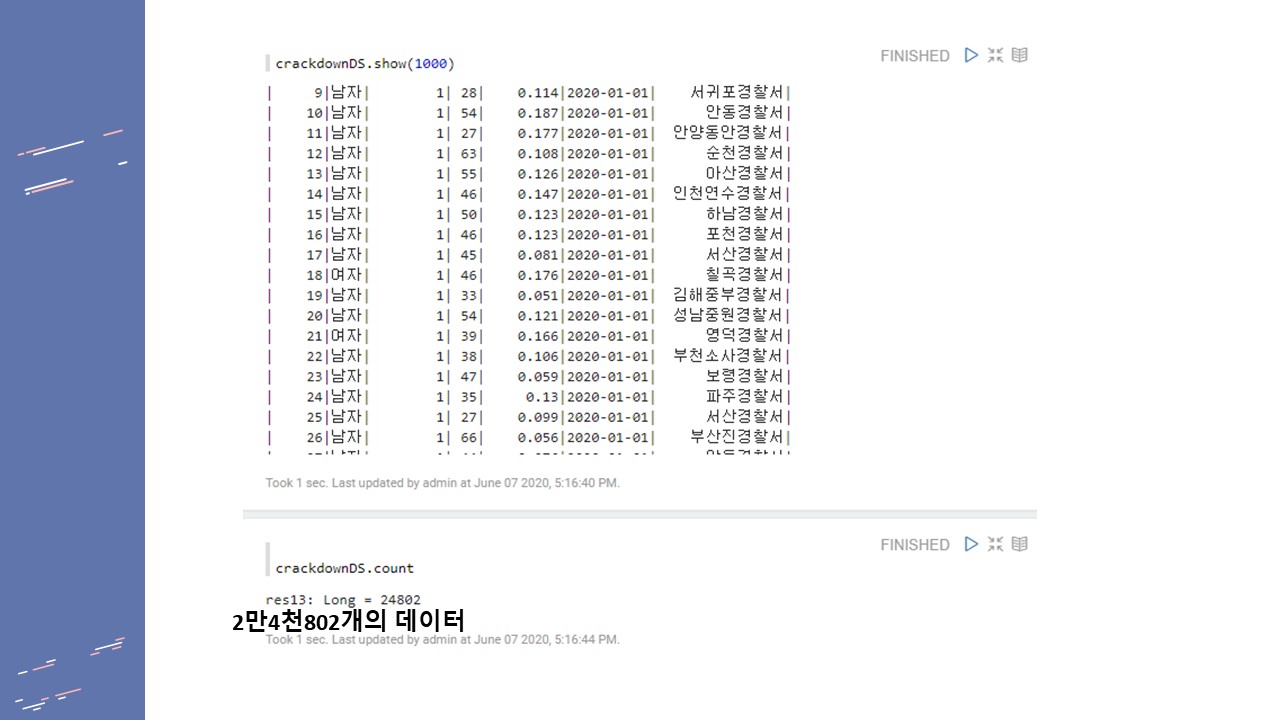 crackdownDS.show(1000)
FINISHED
| 9|남자| 1| 28| 0.114|2020-01-01| 서귀포경찰서|
| 10|남자| 1| 54| 0.187|2020-01-01| 안동경찰서|
| 11|남자| 1| 27| 0.177|2020-01-01| 안양동안경찰서|
| 12|남자| 1| 63| 0.108|2020-01-01| 순천경찰서|
| 13|남자| 1| 55| 0.126|2020-01-01| 마산경찰서|
| 14|남자| 1| 46| 0.147|2020-01-01| 인천연수경찰서|
| 15|남자| 1| 50| 0.123|2020-01-01| 하남경찰서|
| 16|남자| 1| 46| 0.123|2020-01-01| 포천경찰서|
| 17|남자| 1| 45| 0.081|2020-01-01| 서산경찰서|
| 18|여자| 1| 46| 0.176|2020-01-01| 칠곡경찰서|
| 19|남자| 1| 33| 0.051|2020-01-01| 김해중부경찰서|
| 20|남자| 1| 54| 0.121|2020-01-01| 성남중원경찰서|
| 21|여자| 1| 39| 0.166|2020-01-01| 영덕경찰서|
| 22|남자| 1| 38| 0.106|2020-01-01| 부천소사경찰서|
| 23|남자| 1| 47| 0.059|2020-01-01| 보령경찰서|
| 24|남자| 1| 35| 0.13|2020-01-01| 파주경찰서|
| 25|남자| 1| 27| 0.099|2020-01-01| 서산경찰서|
| 26|남자| 1| 66| 0.056|2020-01-01| 부산진경찰서|
Took 1 sec. Last updated by admin at June 07 2020, 5:16:40 PM.
FINISHED
crackdownDS.count
res13: Long = 24802
2만4천802개의 데이터
Took 1 sec. Last updated by admin at June 07 2020, 5:16:44 PM.